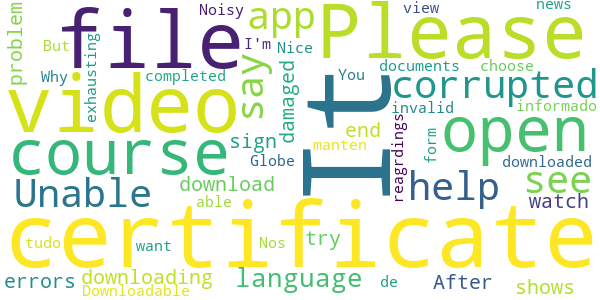 problem
Noisy
app
Please
view
news
But
file
I'm
Nice
Why
exhausting
completed
say
damaged
It
You
documents
choose
video
corrupted
invalid
informado
course
sign
end
manten
reagrdings
form
open
Globe
downloaded
Unable
download
able
help
see
watch
certificate
tudo
want
Nos
try
errors
downloading
Downloadable
language
de
After
shows